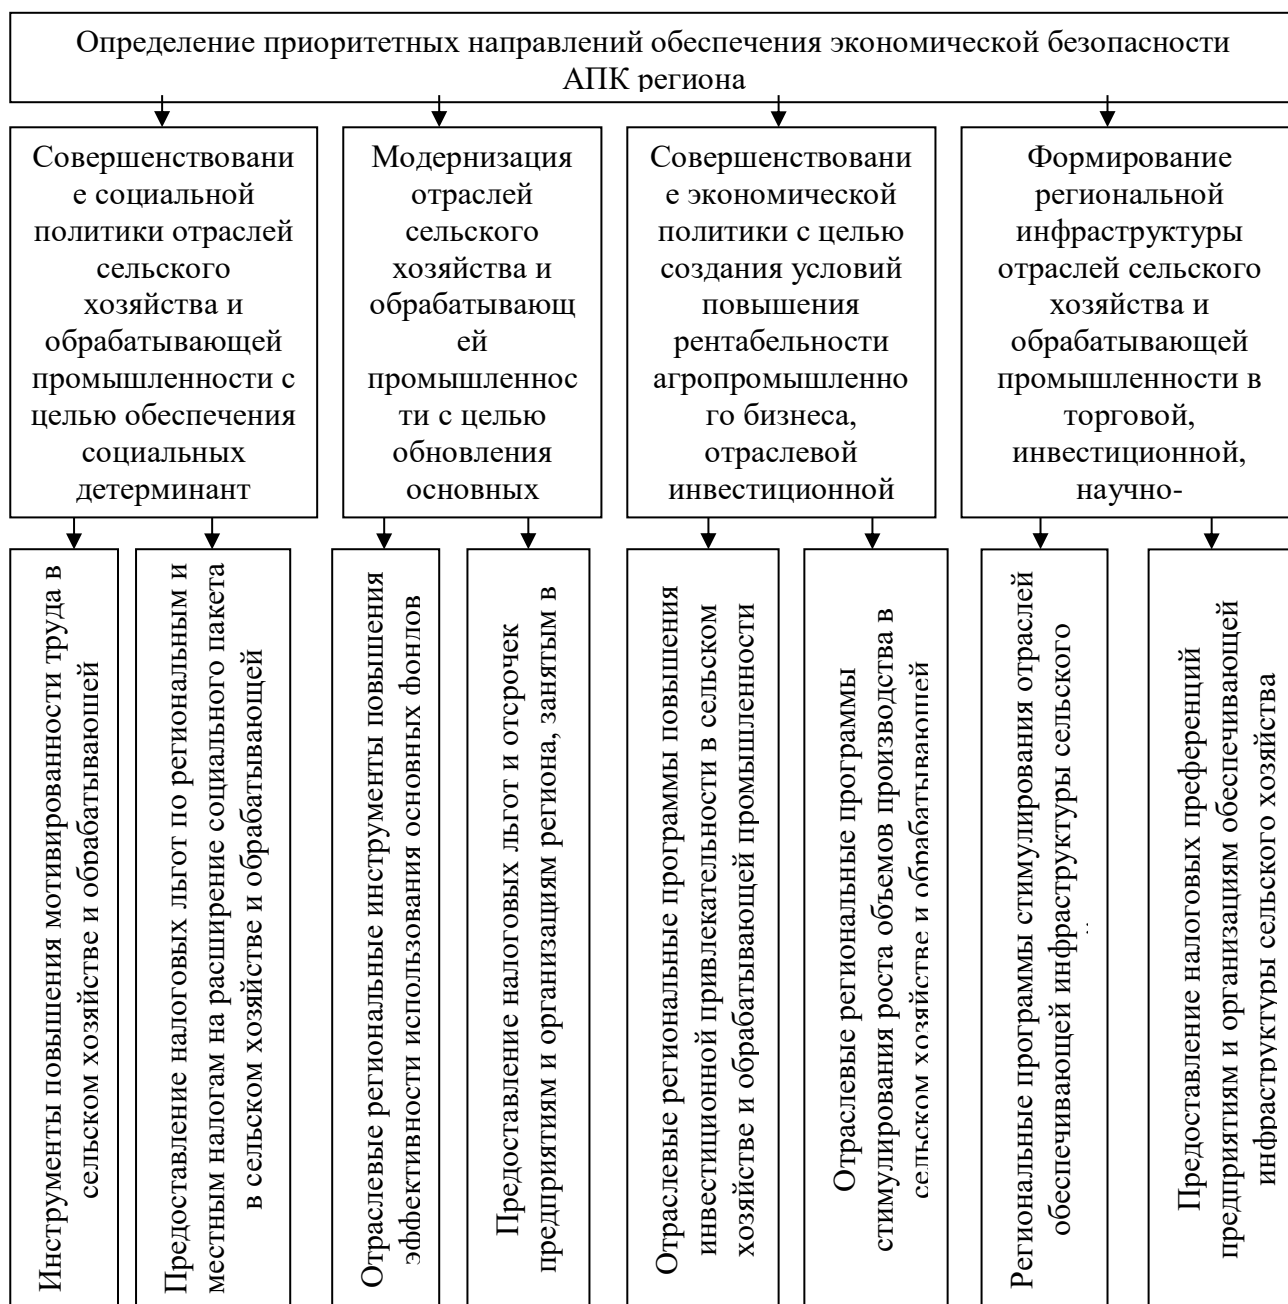 Определение приоритетных направлений обеспечения экономической безопасности
АПК региона
Совершенствовани
е социальной
политики отраслей
сельского
хозяйства и
обрабатывающей
промышленности с
целью обеспечения
социальных
детерминант
Модернизация
отраслей
сельского
хозяйства и
обрабатывающ
ей
промышленнос
ти с целью
обновления
основных
Совершенствовани
е экономической
политики с целью
создания условий
повышения
рентабельности
агропромышленно
го бизнеса,
отраслевой
инвестиционной
Формирование
региональной
инфраструктуры
отраслей сельского
хозяйства и
обрабатывающей
промышленности в
торговой,
инвестиционной,
научно-
Инструменты повышения мотивированности труда в
сельском хозяйстве и обрабатывающей
Предоставление налоговых льгот по региональным и
местным налогам на расширение социального пакета
в сельском хозяйстве и обрабатывающей
Отраслевые региональные инструменты повышения
эффективности использования основных фондов
Предоставление налоговых льгот и отсрочек
предприятиям и организациям региона, занятым в
Отраслевые региональные программы повышения
инвестиционной привлекательности в сельском
хозяйстве и обрабатывающей промышленности
Отраслевые региональные программы
стимулирования роста объемов производства в
сельском хозяйстве и обрабатывающей
Региональные программы стимулирования отраслей
обеспечивающей инфраструктуры сельского
Предоставление налоговых преференций
предприятиям и организациям обеспечивающей
инфраструктуры сельского хозяйства